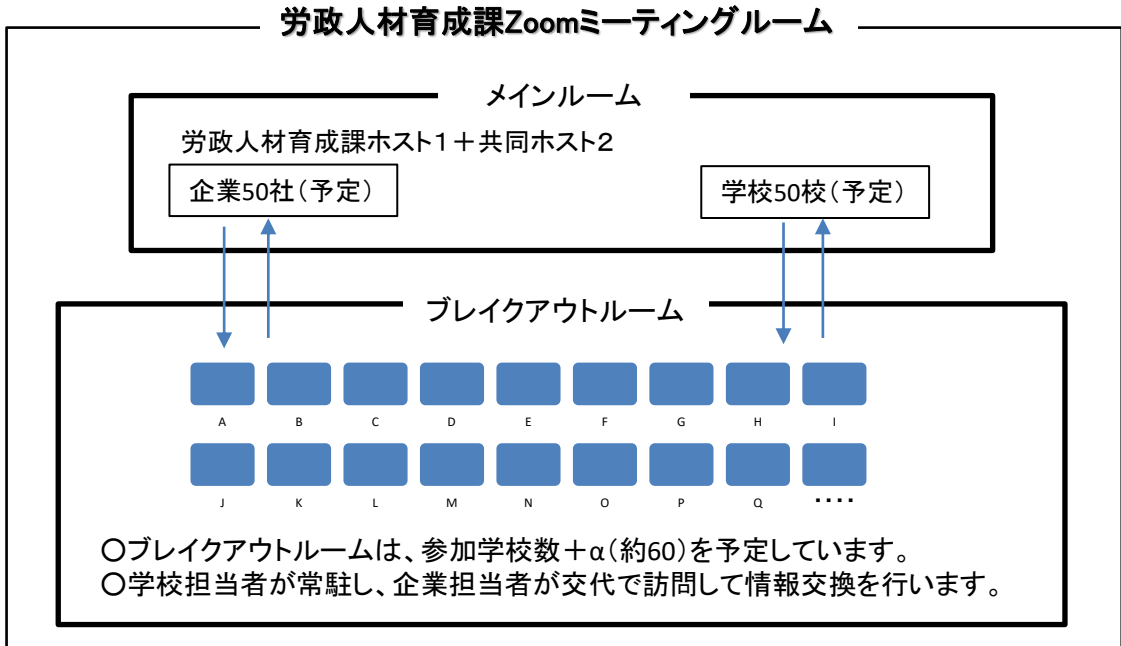 労政人材育成課Zoomミーティングルーム
メインルーム
労政人材育成課ホスト1+共同ホスト2
企業50社(予定)
学校50校(予定)
ブレイクアウトルーム
A B C D E F G H I
J K L M N O P Q ････
○ブレイクアウトルームは、参加学校数+α(約60)を予定しています。
○学校担当者が常駐し、企業担当者が交代で訪問して情報交換を行います。